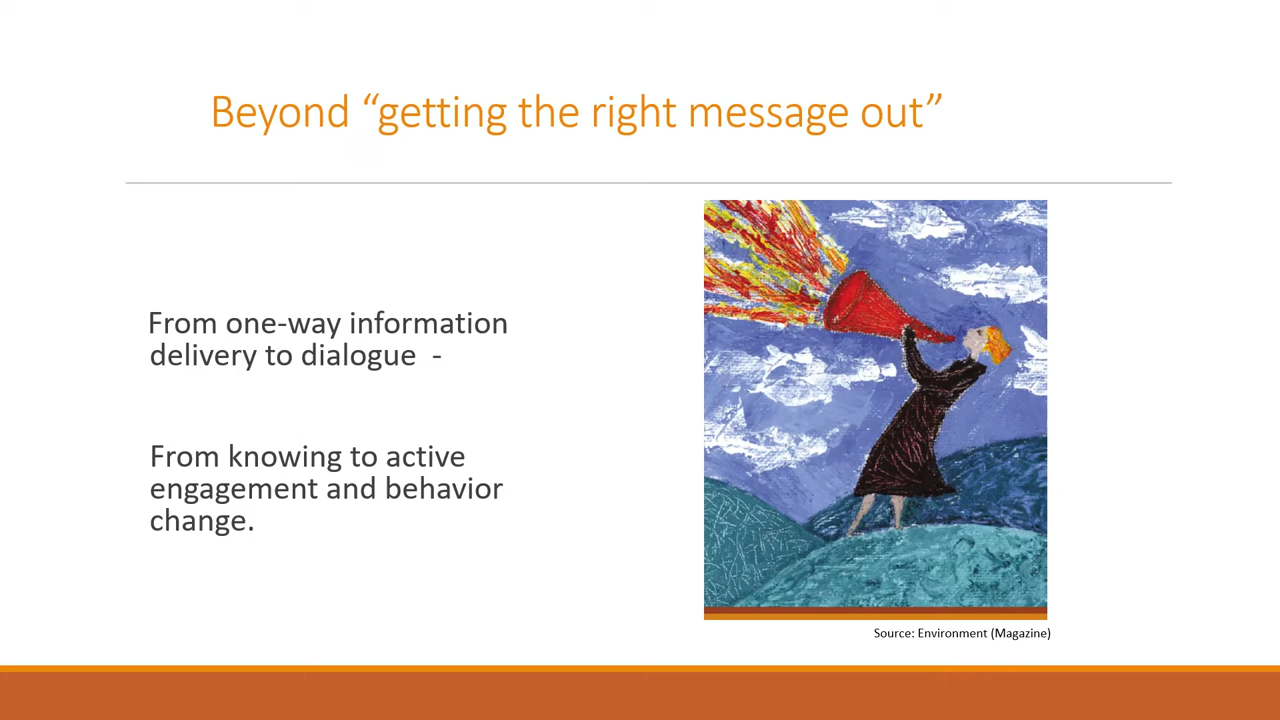 Beyond “getting the right message out”
From one-way information
delivery to dialogue  -
From knowing to active
engagement and behavior
change.
Source: Environment (Magazine)